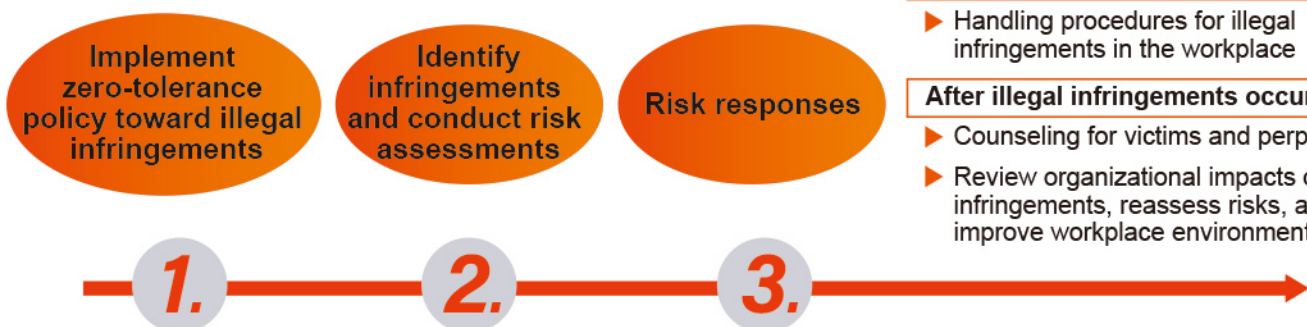 Implement
zero-tolerance
policy toward illegal
infringements
Identify
infringements
and conduct risk
assessments
Risk responses
Handling procedures for illegal
infringements in the workplace
After illegal infringements occur
Counseling for victims and
Review organizational impacts
infringements, reassess risks,
improve workplace environment
1.
2.
3.